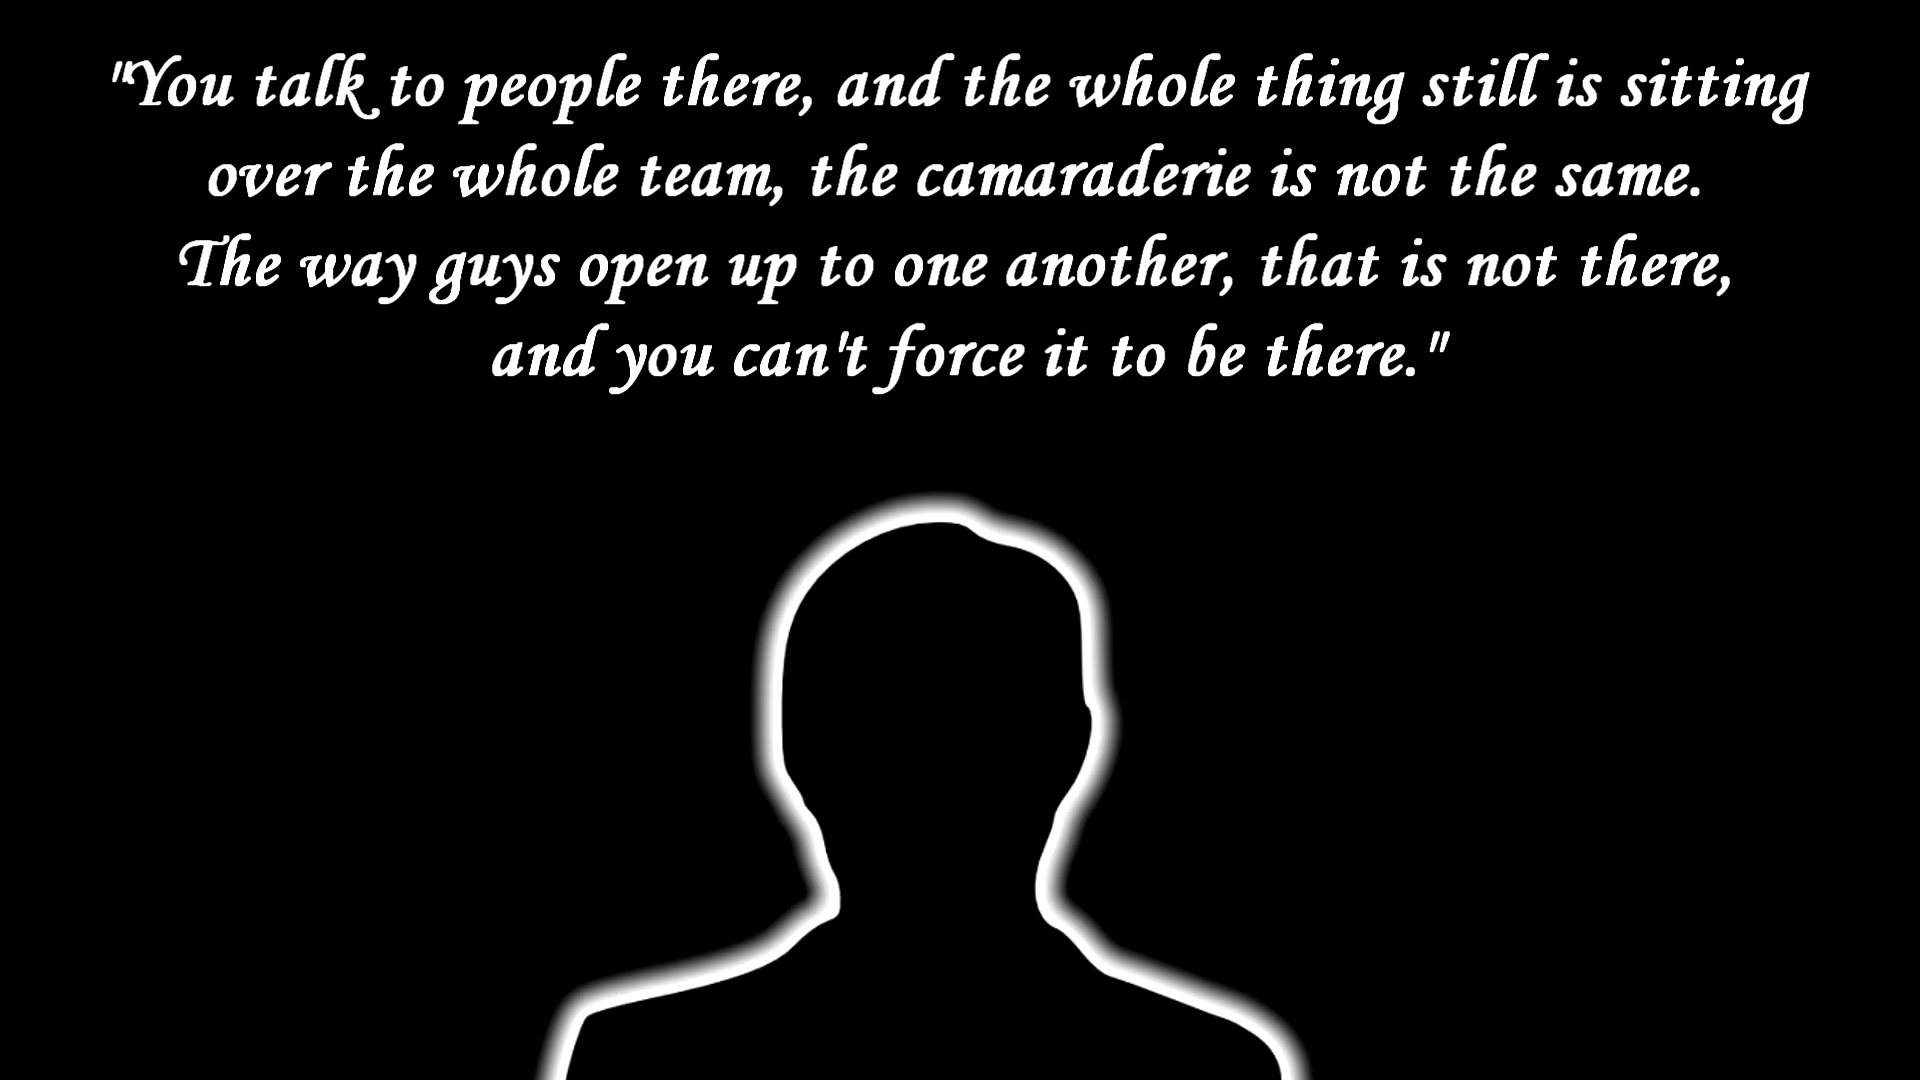 "You talk to people there, and the whole thing still is sitting
over the whole team, the camaraderie is not the same.
The way guys open up to one another, that is not there,
and you can't force it to be there."